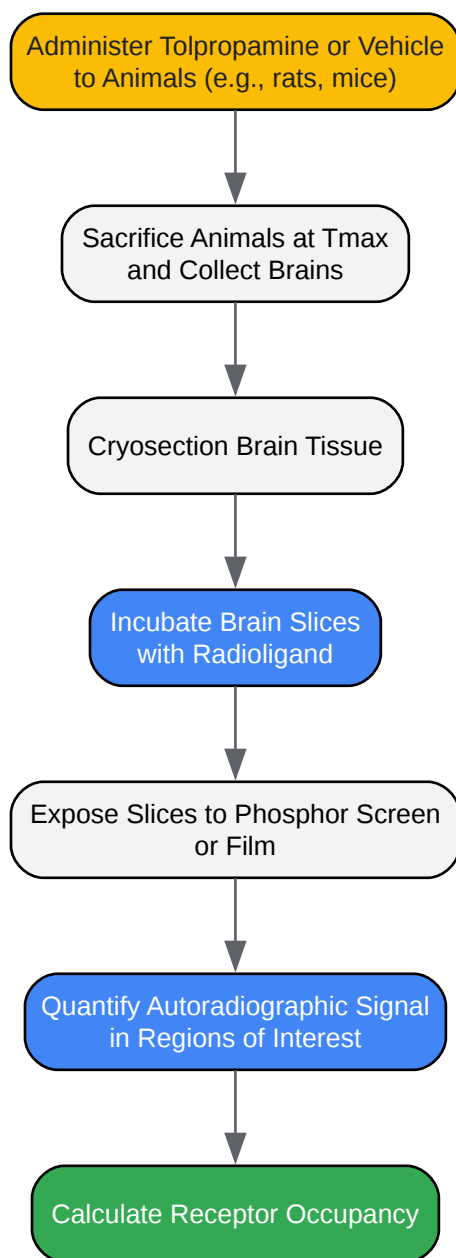 Administer Tolpropamine or Vehicle
to Animals (e.g., rats, mice)
Sacrifice Animals at Tmax
and Collect Brains
Cryosection Brain Tissue
Incubate Brain Slices
with Radioligand
Expose Slices to Phosphor Screen
or Film
Quantify Autoradiographic Signal
in Regions of Interest
Calculate Receptor Occupancy